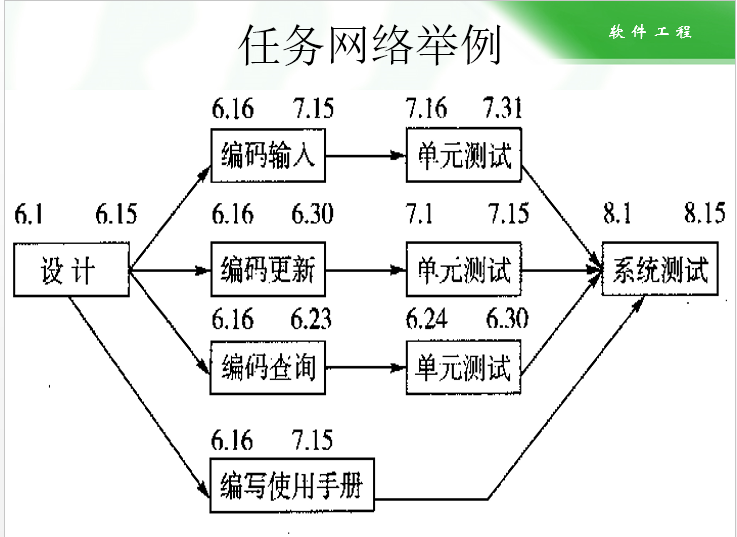 软件工程
任务网络举例
6.16 7.15 7.16 7.31
编码输入 单元测试
6.1 6.15 6.16 6.30 7.1 7.15 8.1 8.15
设计 编码更新 单元测试 系统测试
6.16 6.23 6.24 6.30
编码查询 单元测试
6.16 7.15
编写使用手册